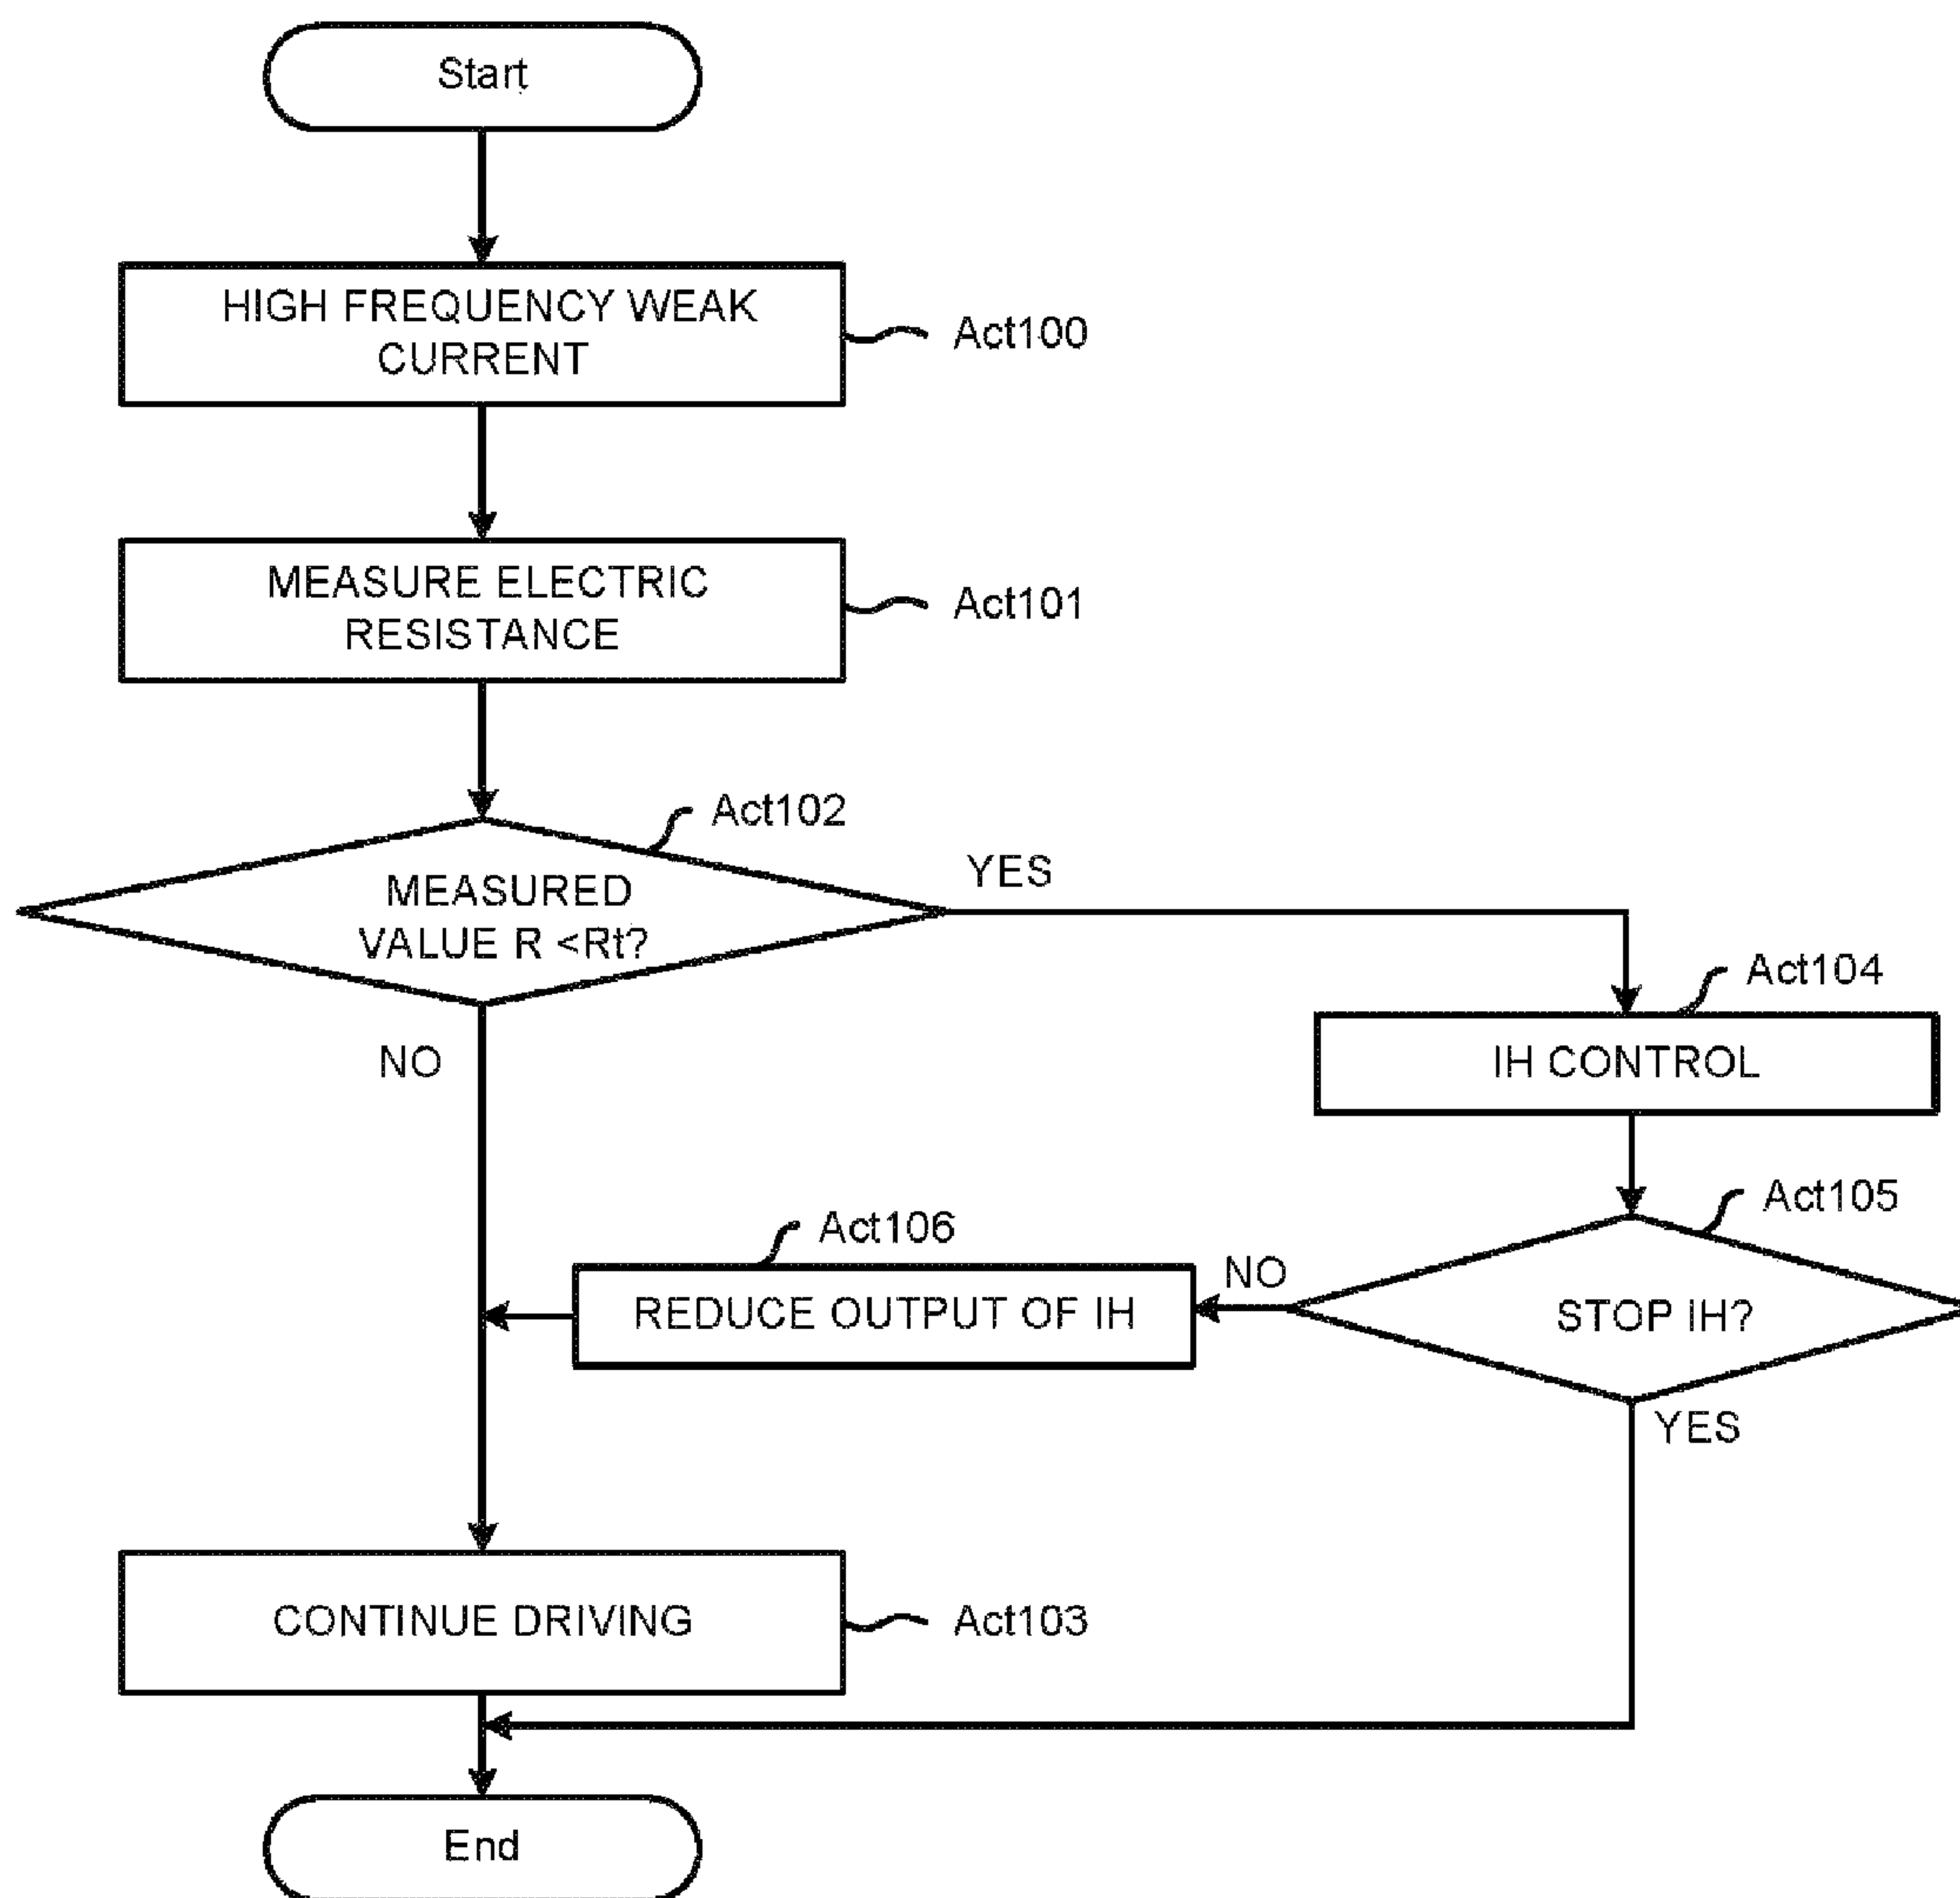 Start
HIGH FREQUENCY WEAK
CURRENT
Act100
MEASURE ELECTRIC
RESISTANCE
Act101
Act102
MEASURED
VALUE R <Rt?
YES
NO
Act104
IH CONTROL
Act105
STOP IH?
NO
YES
Act106
REDUCE OUTPUT OF IH
CONTINUE DRIVING
Act103
End